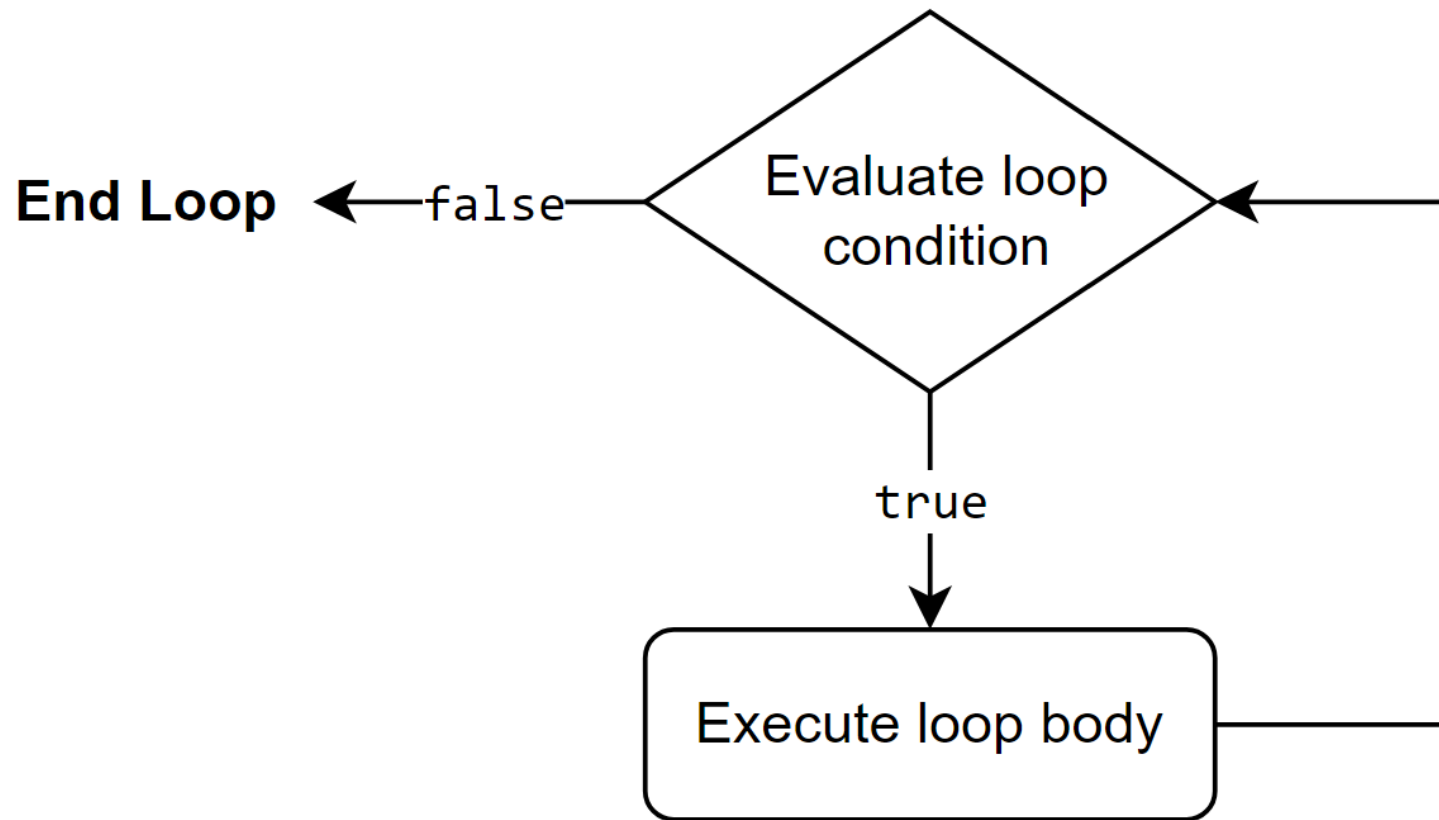 Evaluate loop
condition
End Loop
false
true
Execute loop body